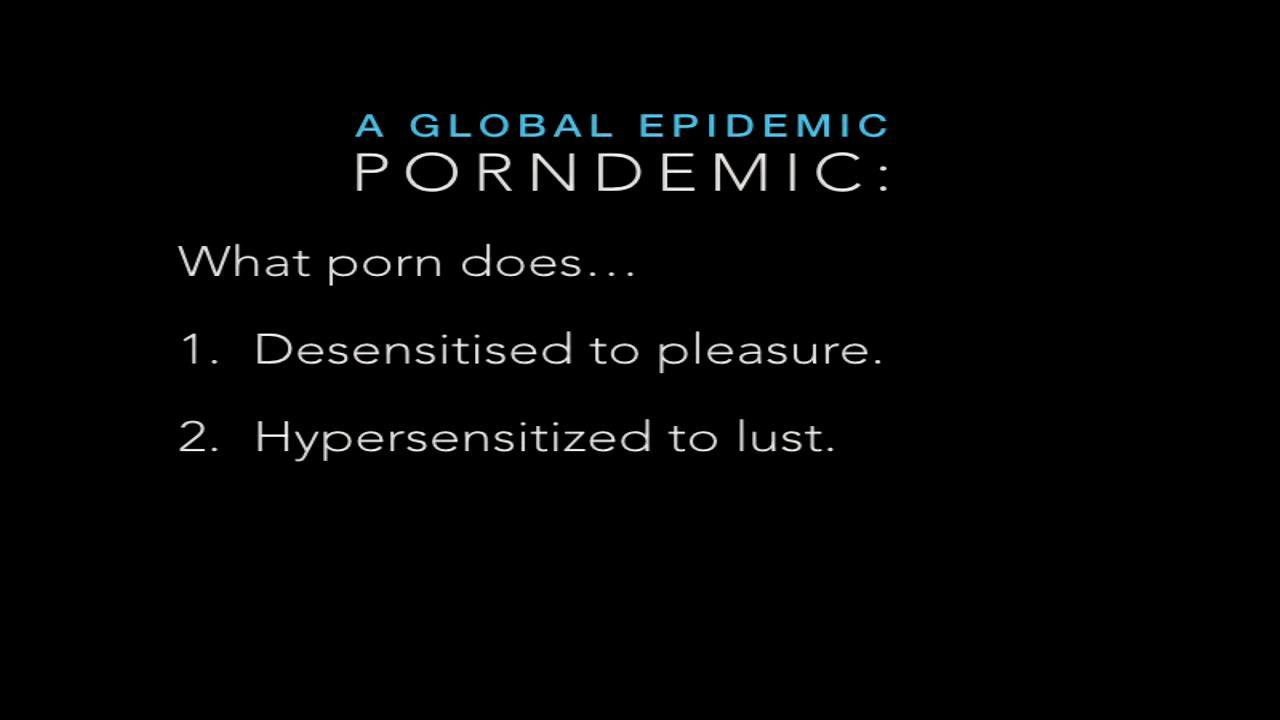 A GLOBAL EPIDEMIC
PORNDEMIC:
What porn does...
1. Desensitised to pleasure.
2. Hypersensitized to lust.